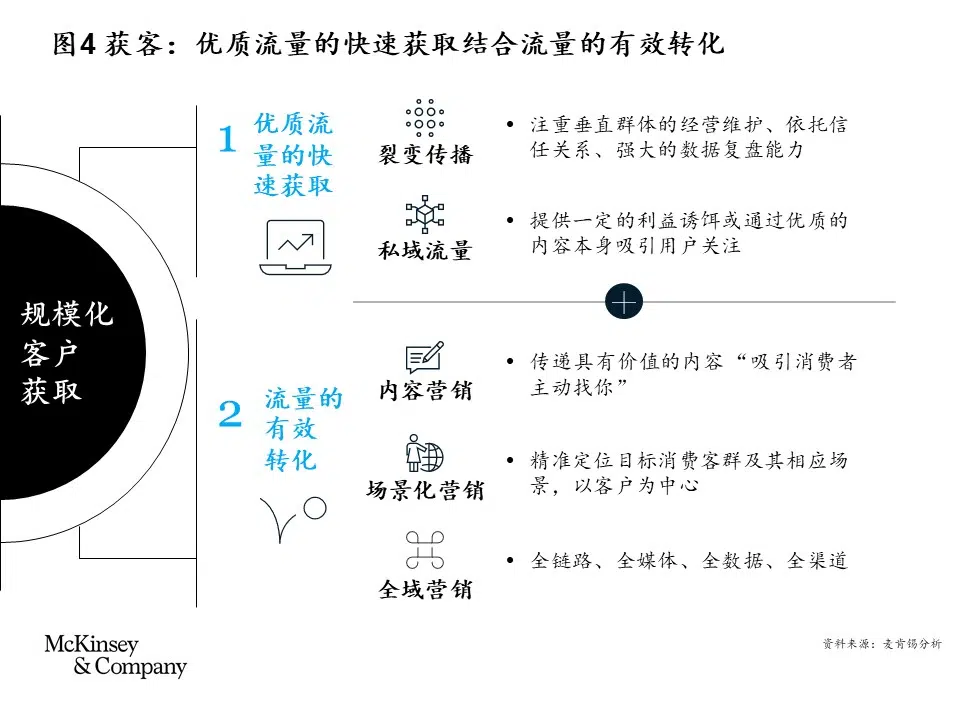 图4 获客：优质流量的快速获取结合流量的有效转化
规模化
客户
获取
1
优质流
量的快
速获取
裂变传播
• 注重垂直群体的经营维护、依托信
任关系、强大的数据复盘能力
私域流量
• 提供一定的利益诱饵或通过优质的
内容本身吸引用户关注
2
流量的
有效
转化
内容营销
• 传递具有价值的内容“吸引消费者
主动找你”
场景化营销
• 精准定位目标消费客群及其相应场
景，以客户为中心
全域营销
• 全链路、全媒体、全数据、全渠道
McKinsey
& Company
资料来源：麦肯锡分析